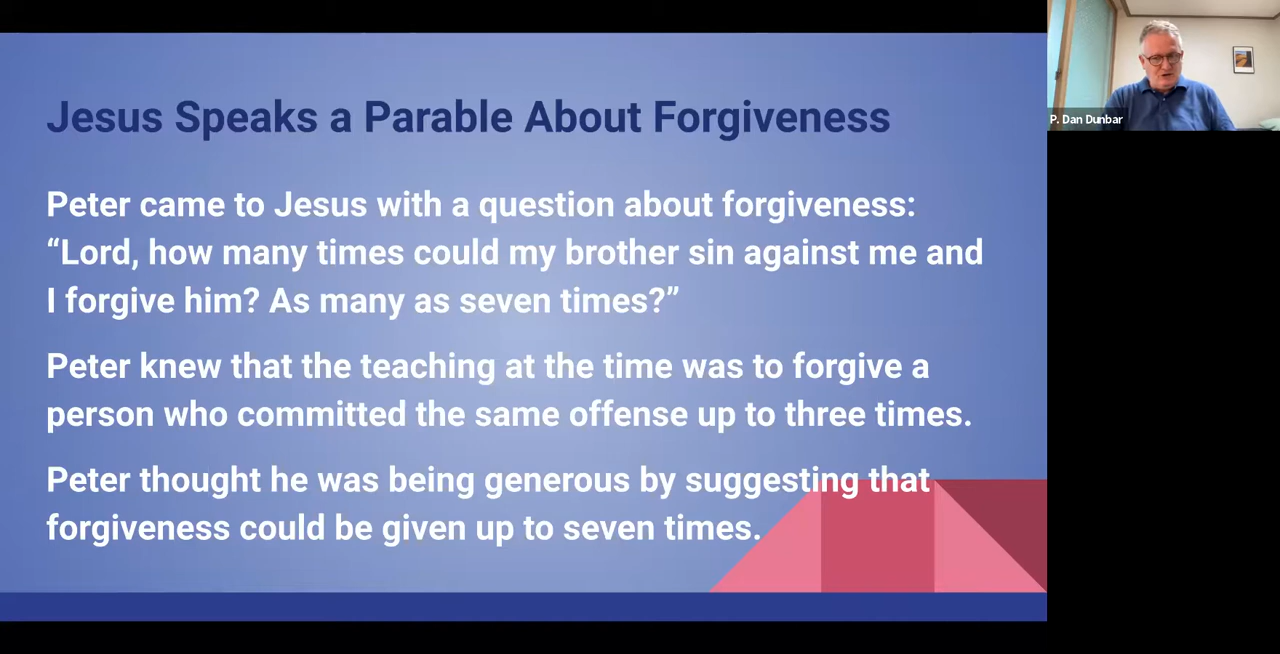 Jesus Speaks a Parable About Forgiveness
Peter came to Jesus with a question about forgiveness:
“Lord, how many times could my brother sin against me and
I forgive him? As many as seven times?”
Peter knew that the teaching at the time was to forgive a
person who committed the same offense up to three times.
Peter thought he was being generous by suggesting that
forgiveness could be given up to seven times.
P. Dan Dunbar